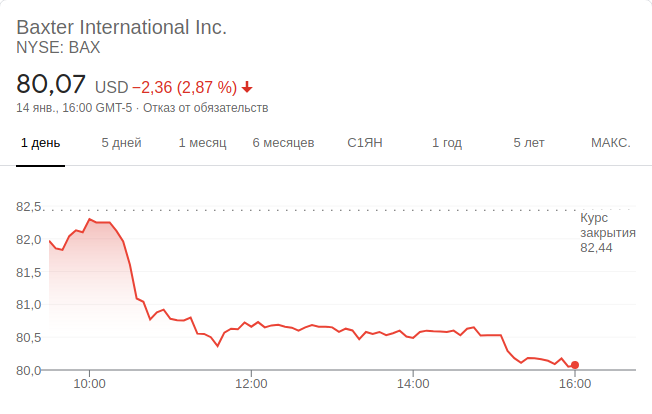 Baxter International Inc.
NYSE: BAX
80,07 USD −2,36 (2,87 %)
14 янв., 16:00 GMT-5 · Отказ от обязательств
1 день 5 дней 1 месяц 6 месяцев С1ЯН 1 год 5 лет МАКС.
82,5
Курс
закрытия
82,44
82,0
81,5
81,0
80,5
80,0
10:00 12:00 14:00 16:00